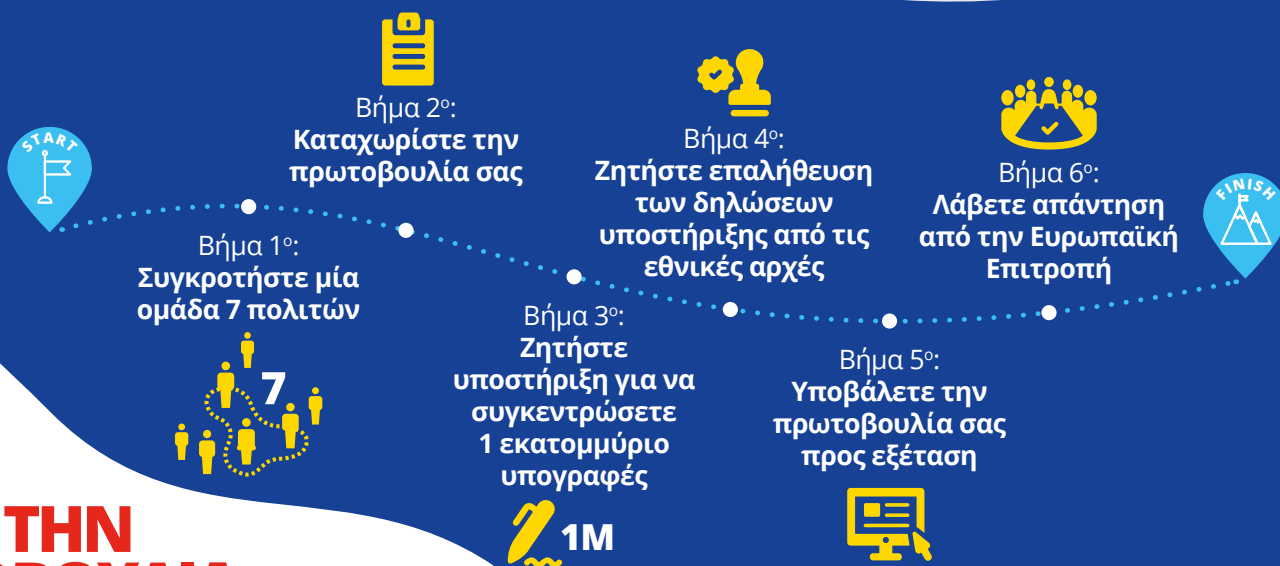 START
Βήμα 1ο:
Συγκροτήστε μία
ομάδα 7 πολιτών
7
Βήμα 2ο:
Καταχωρίστε την
πρωτοβουλία σας
Βήμα 3ο:
Ζητήστε
υποστήριξη για να
συγκεντρώσετε
1 εκατομμύριο
υπογραφές
1M
Βήμα 4ο:
Ζητήστε επαλήθευση
των δηλώσεων
υποστήριξης από τις
εθνικές αρχές
Βήμα 5ο:
Υποβάλετε την
πρωτοβουλία σας
προς εξέταση
Βήμα 6ο:
Λάβετε απάντηση
από την Ευρωπαϊκή
Επιτροπή
FINISH
ΤΗΝ